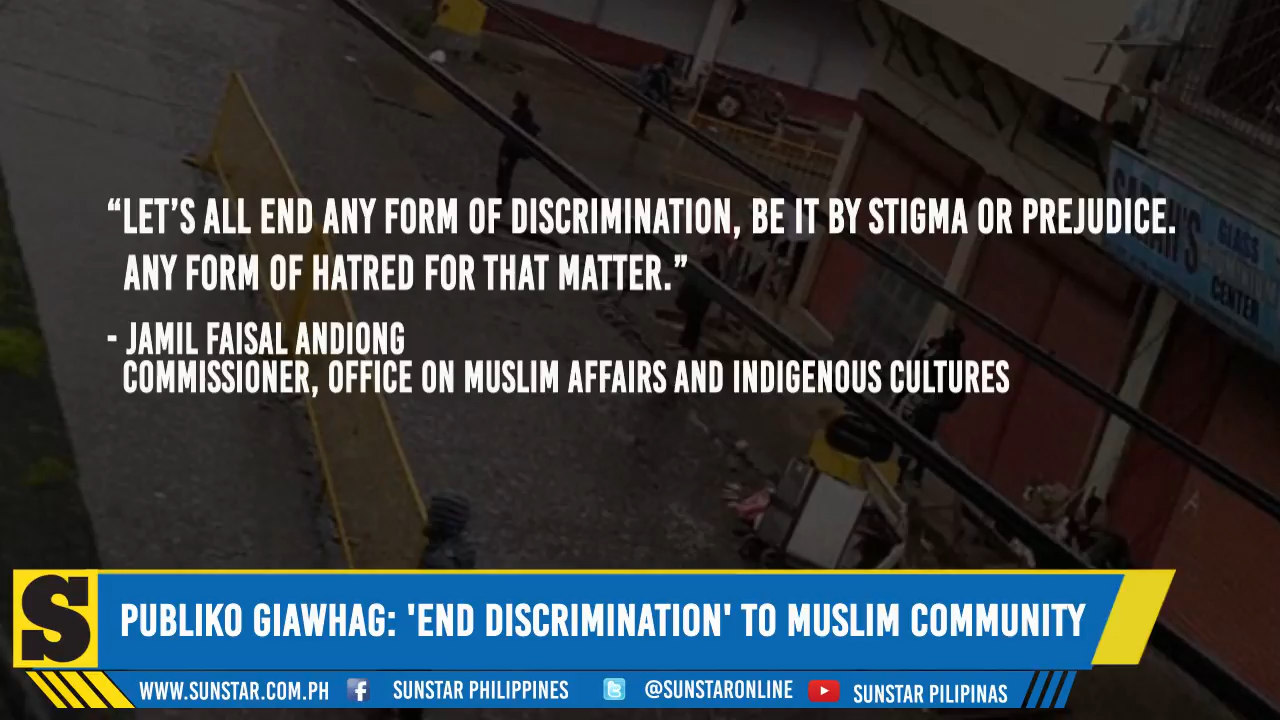 “LET’S ALL END ANY FORM OF DISCRIMINATION, BE IT BY STIGMA OR PREJUDICE.
ANY FORM OF HATRED FOR THAT MATTER.”
- JAMIL FAISAL ANDIONG
COMMISSIONER, OFFICE ON MUSLIM AFFAIRS AND INDIGENOUS CULTURES
GLASS
CENTER
S
PUBLIKO GIAWHAG: 'END DISCRIMINATION' TO MUSLIM COMMUNITY
WWW.SUNSTAR.COM.PH f SUNSTAR PHILIPPINES @SUNSTARONLINE SUNSTAR PILIPINAS